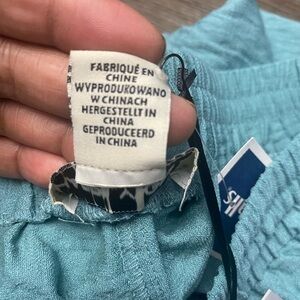 FABRIQUÉ EN
CHINE
WYPRODUKOWANO
W CHINACH
HERGESTELLT IN
CHINA
GEPRODUCEERD
IN CHINA